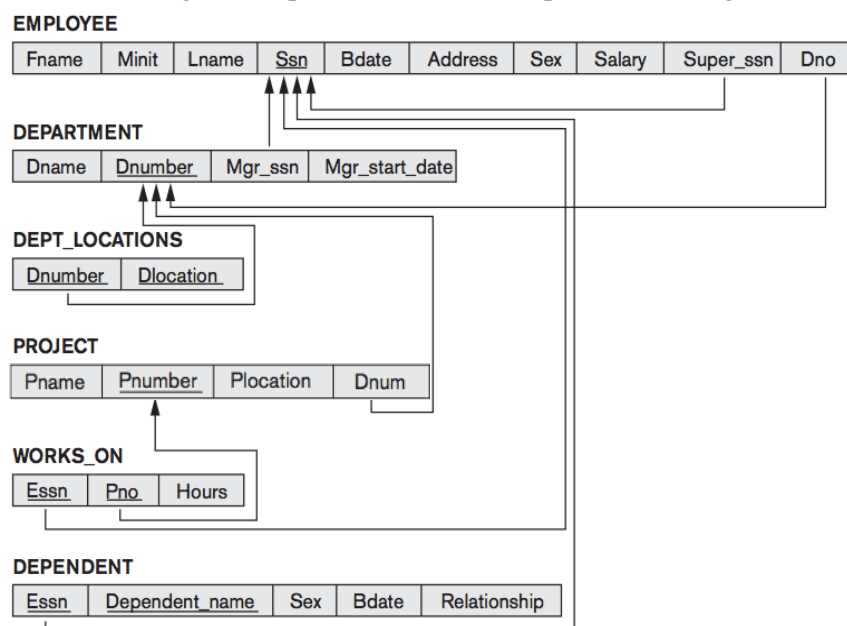 EMPLOYEE
Fname Minit Lname Ssn Bdate Address Sex Salary Super_ssn Dno
DEPARTMENT
Dname Dnumber Mgr_ssn Mgr_start_date
DEPT_LOCATIONS
Dnumber Dlocation
PROJECT
Pname Pnumber Plocation Dnum
WORKS_ON
Essn Pno Hours
DEPENDENT
Essn Dependent_name Sex Bdate Relationship